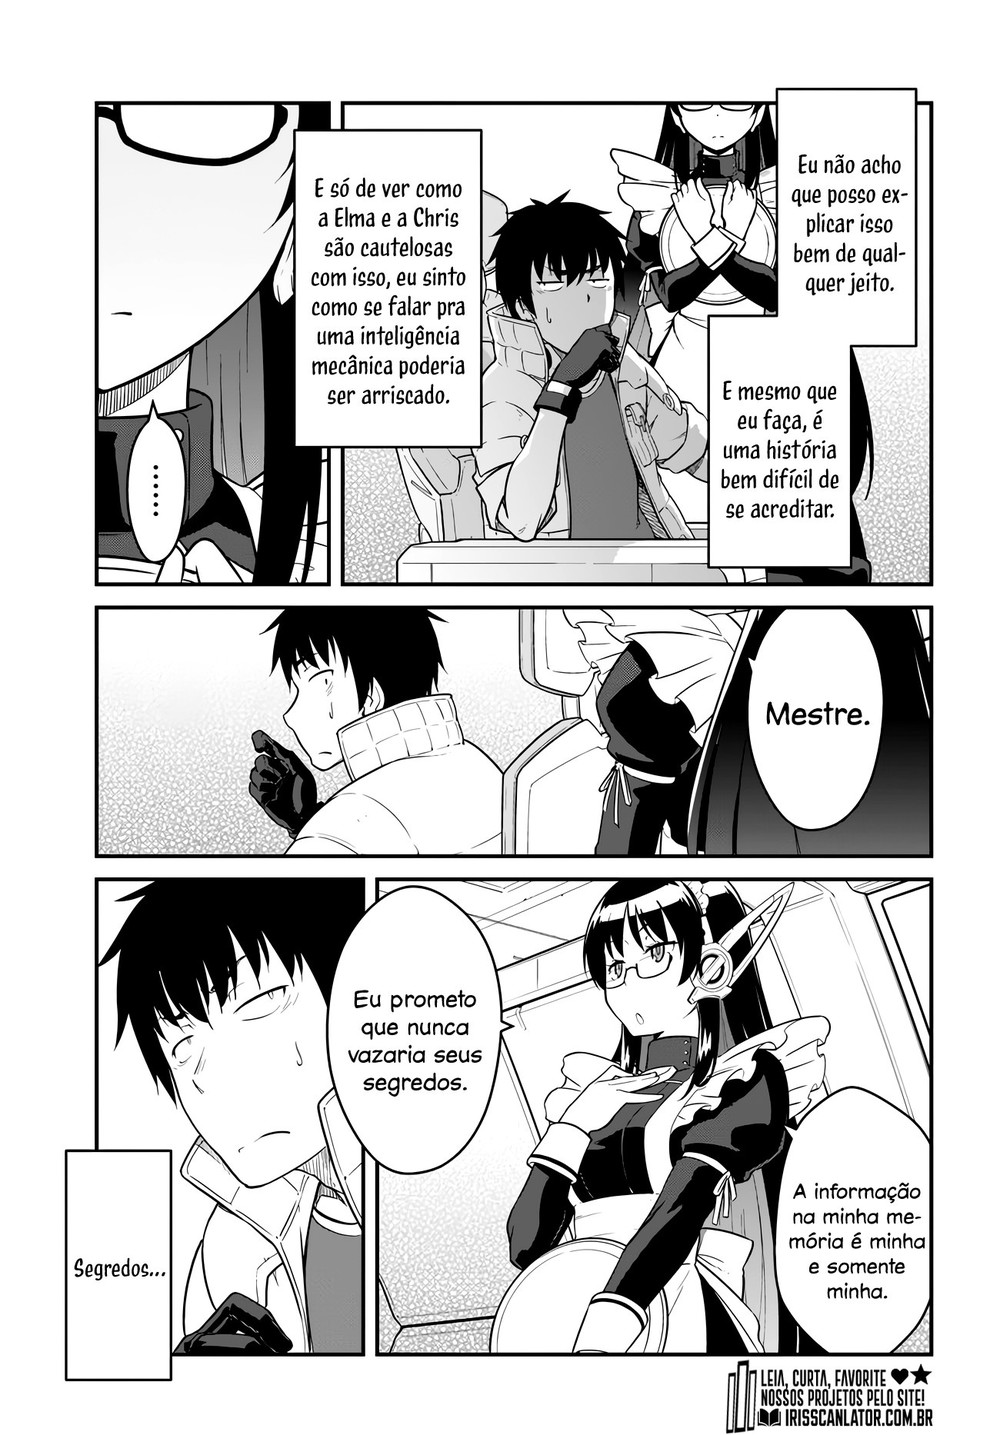 Eu não acho
que posso ex-
plicar isso
bem de qual-
quer jeito.
E mesmo que
eu faça, é
uma história
bem difícil de
se acreditar.
E só de ver como
a Elma e a Chris
são cautelosas
com isso, eu sinto
como se falar pra
uma inteligência
mecânica poderia
ser arriscado.
......
Mestre.
Eu prometo
que nunca
vazaria seus
segredos.
A informação
na minha me-
mória é minha
e somente
minha.
Segredos...
LEIA, CURTA, FAVORITE
NOSSOS PROJETOS PELO SITE!
IRISSCANLATOR.COM.BR